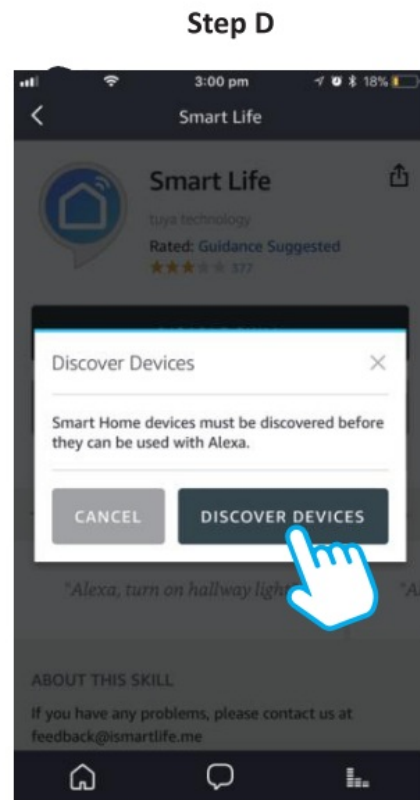 Step D
3:00 pm 18%
Smart Life
Smart Life
tuya technology
Rated: Guidance Suggested
377
Discover Devices
Smart Home devices must be discovered before
they can be used with Alexa.
CANCEL DISCOVER DEVICES
"Alexa, turn on hallway light "A
ABOUT THIS SKILL
If you have any problems, please contact us at
feedback@ismartlife.me